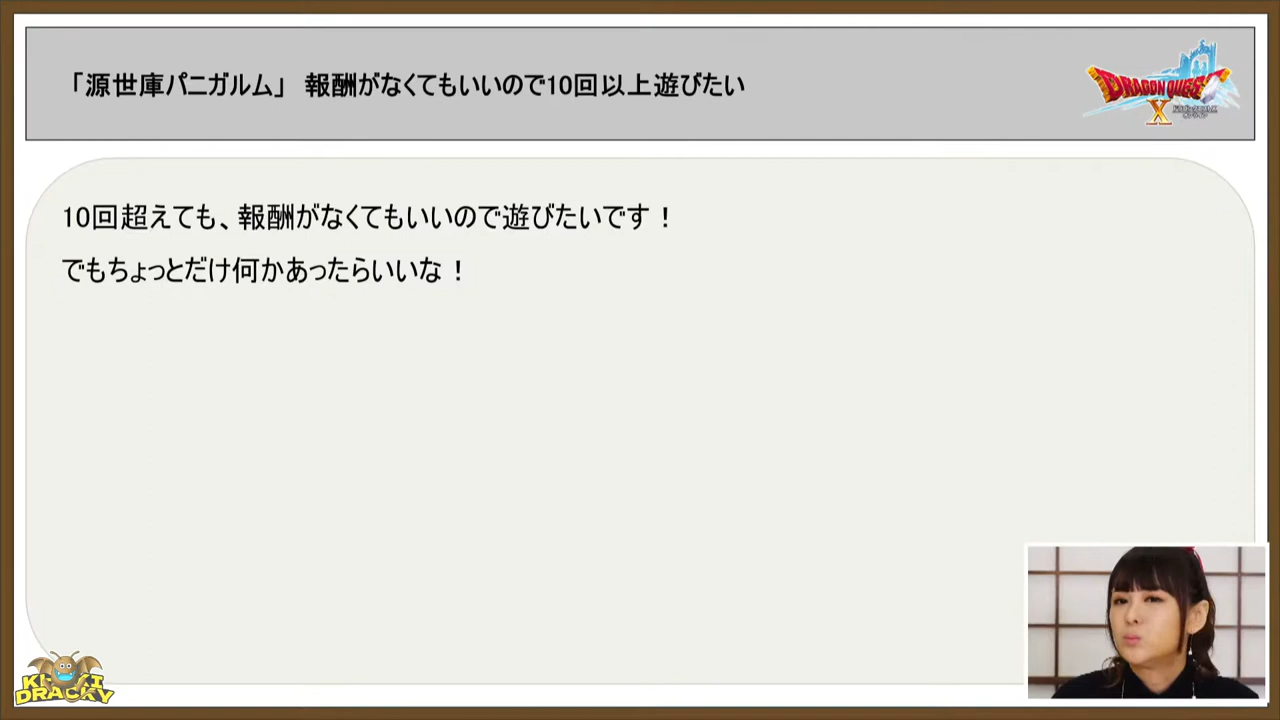 「源世庫パニガルム」 報酬がなくてもいいので10回以上遊びたい
DRAGON QUEST
X
10回超えても、報酬がなくてもいいので遊びたいです！
でもちょっとだけ何かあったらいいな！
DRACKY